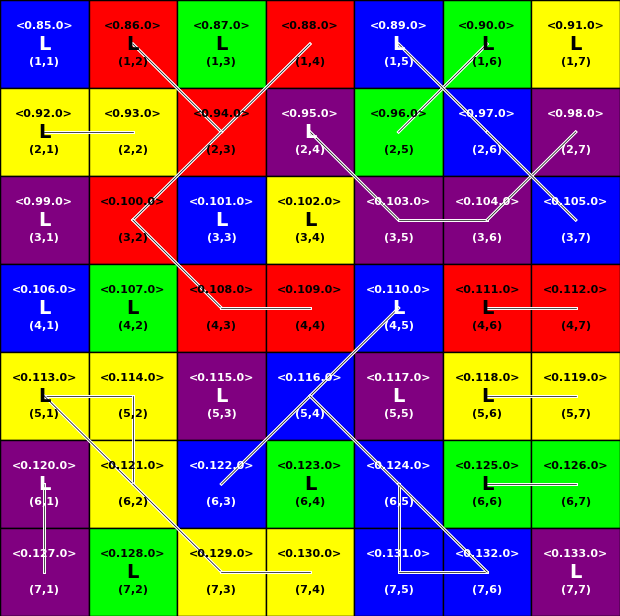 <0.85.0> <0.86.0> <0.87.0> <0.88.0> <0.89.0> <0.90.0> <0.91.0>
L L L L L L
(1,1) (1,2) (1,3) (1,4) (1,5) (1,6) (1,7)
<0.92.0> <0.93.0> <0.94.0> <0.95.0> <0.96.0> <0.97.0> <0.98.0>
L L
(2,1) (2,2) (2,3) (2,4) (2,5) (2,6) (2,7)
<0.99.0> <0.100.0> <0.101.0> <0.102.0> <0.103.0> <0.104.0> <0.105.0>
L L L
(3,1) (3,2) (3,3) (3,4) (3,5) (3,6) (3,7)
<0.106.0> <0.107.0> <0.108.0> <0.109.0> <0.110.0> <0.111.0> <0.112.0>
L L L L
(4,1) (4,2) (4,3) (4,4) (4,5) (4,6) (4,7)
<0.113.0> <0.114.0> <0.115.0> <0.116.0> <0.117.0> <0.118.0> <0.119.0>
L L L L
(5,1) (5,2) (5,3) (5,4) (5,5) (5,6) (5,7)
<0.120.0> <0.121.0> <0.122.0> <0.123.0> <0.124.0> <0.125.0> <0.126.0>
L L L
(6,1) (6,2) (6,3) (6,4) (6,5) (6,6) (6,7)
<0.127.0> <0.128.0> <0.129.0> <0.130.0> <0.131.0> <0.132.0> <0.133.0>
L L
(7,1) (7,2) (7,3) (7,4) (7,5) (7,6) (7,7)